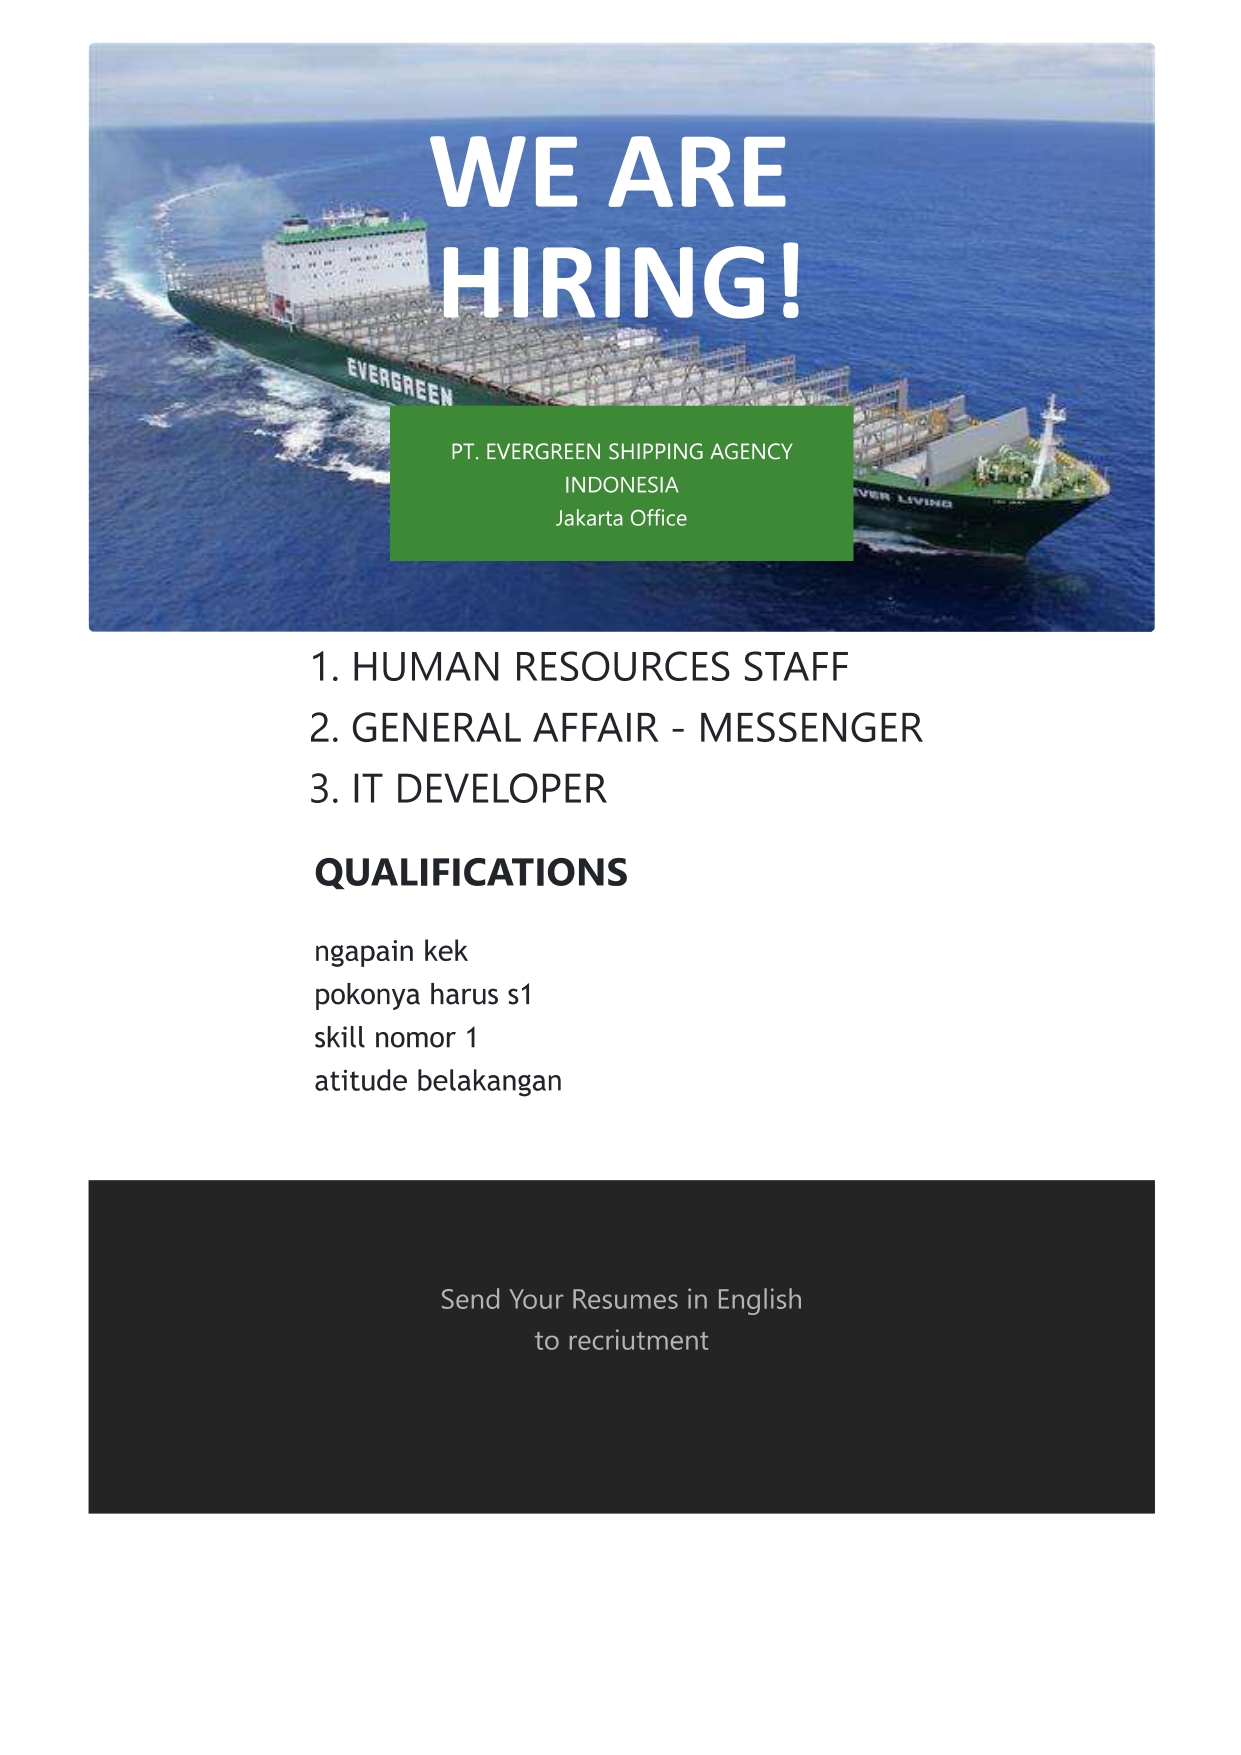 WE ARE
HIRING!
EVERGREEN
PT. EVERGREEN SHIPPING AGENCY
INDONESIA
Jakarta Office
EVER LIVING
1. HUMAN RESOURCES STAFF
2. GENERAL AFFAIR - MESSENGER
3. IT DEVELOPER
QUALIFICATIONS
ngapain kek
pokonya harus s1
skill nomor 1
atitude belakangan
Send Your Resumes in English
to recriutment